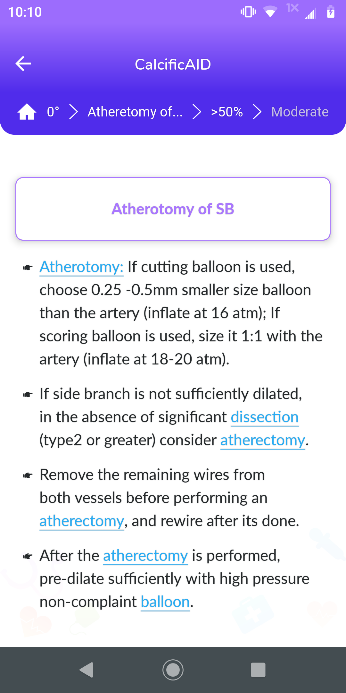 10:10
1X
CalcificAID
0° Atheretomy of... >50% Moderate
Atherotomy of SB
Atherotomy: If cutting balloon is used,
choose 0.25 -0.5mm smaller size balloon
than the artery (inflate at 16 atm); If
scoring balloon is used, size it 1:1 with the
artery (inflate at 18-20 atm).
If side branch is not sufficiently dilated,
in the absence of significant dissection
(type2 or greater) consider atherectomy.
Remove the remaining wires from
both vessels before performing an
atherectomy, and rewire after its done.
After the atherectomy is performed,
pre-dilate sufficiently with high pressure
non-complaint balloon.